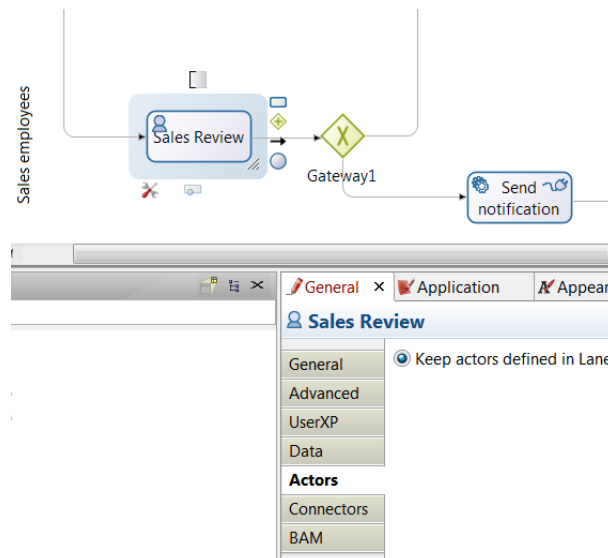 Sales employees
Sales Review
X
Gateway1
Send
notification
General
Application
Appear
Sales Review
General
Keep actors defined in Lane
Advanced
UserXP
Data
Actors
Connectors
BAM